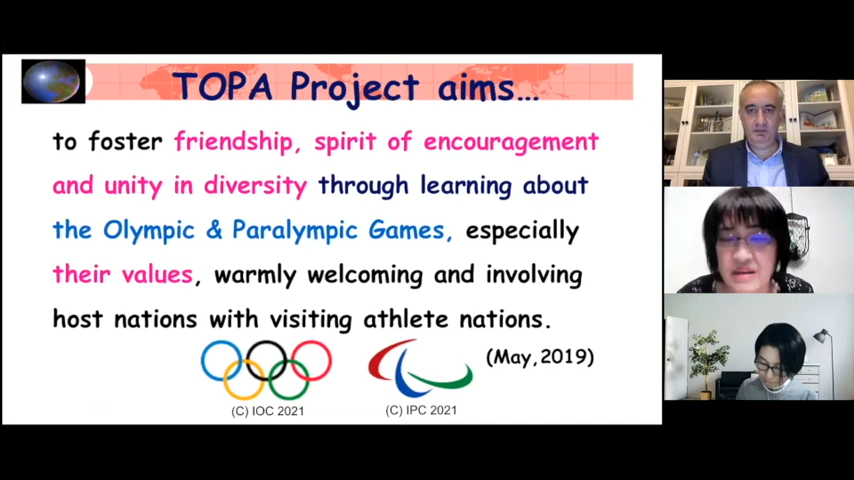 TOPA Project aims…
to foster friendship, spirit of encouragement
and unity in diversity through learning about
the Olympic & Paralympic Games, especially
their values, warmly welcoming and involving
host nations with visiting athlete nations.
(May,2019)
(C) IOC 2021
(C) IPC 2021